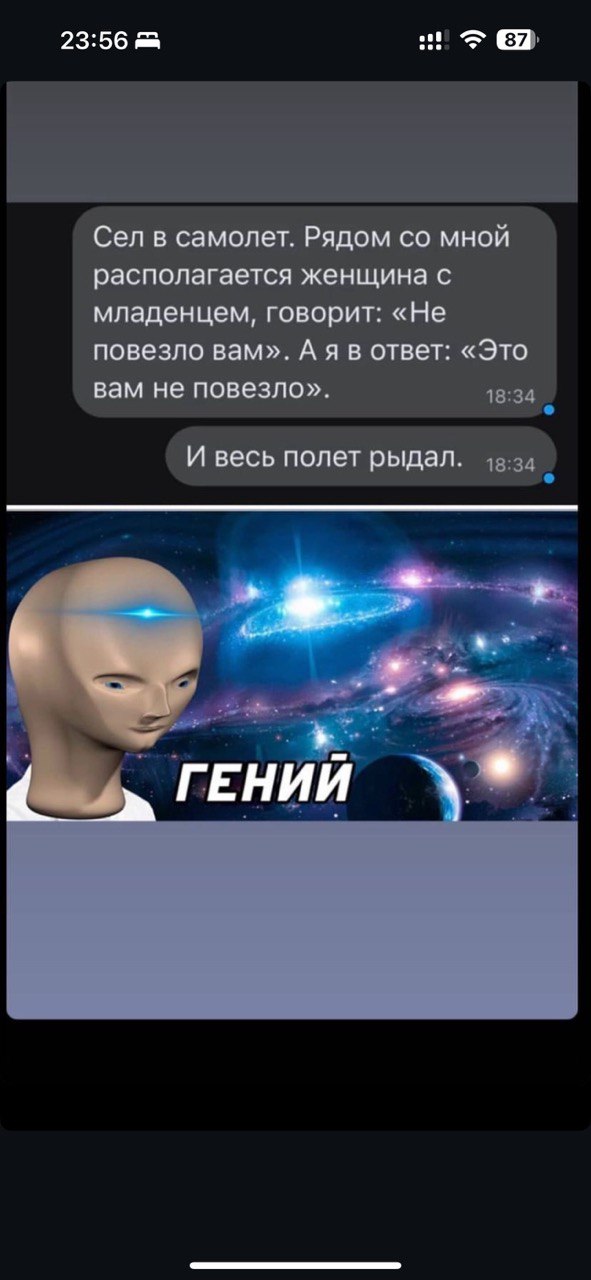 23:56
87
Сел в самолет. Рядом со мной
располагается женщина с
младенцем, говорит: «Не
повезло вам». А я в ответ: «Это
вам не повезло».
18:34
И весь полет рыдал.
18:34
ГЕНИЙ